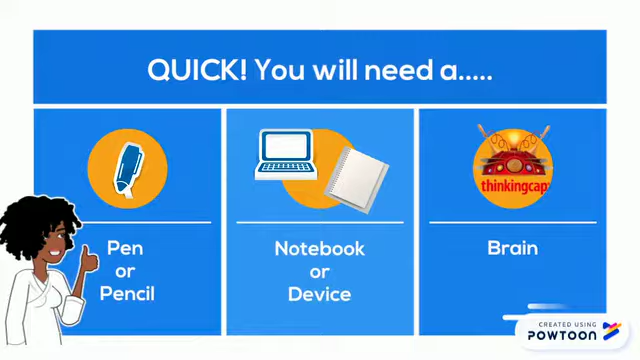 QUICK! You will need a.....
thinkingcap
Pen
or
Pencil
Notebook
or
Device
Brain
CREATED USING
POWTOON